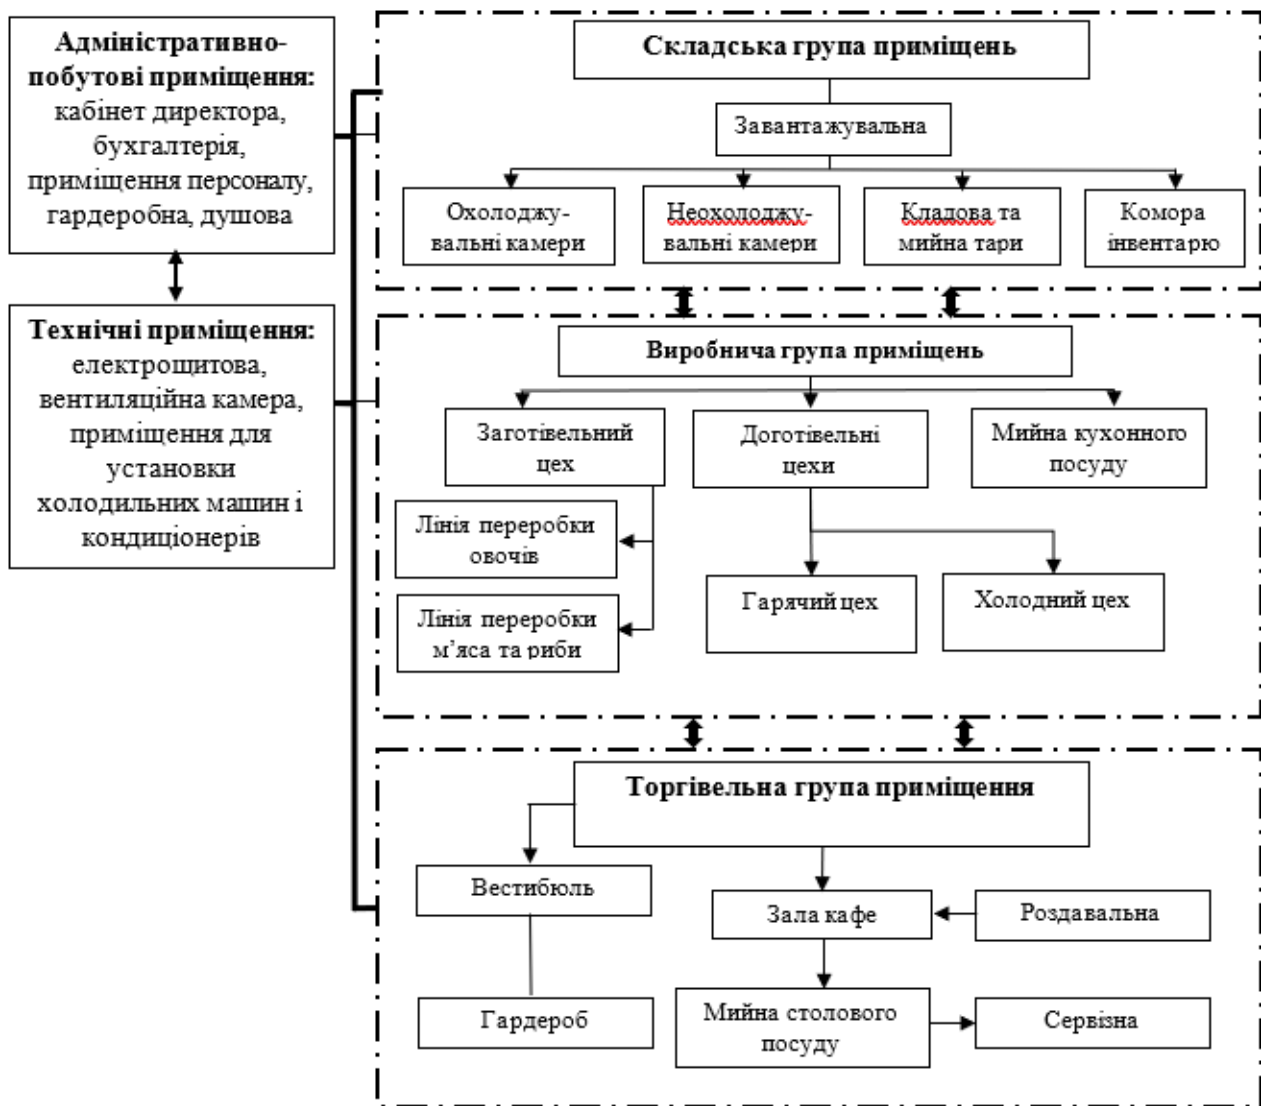 Адміністративно-
побутові приміщення:
кабінет директора,
бухгалтерія,
приміщення персоналу,
гардеробна, душова
Технічні приміщення:
електрощитова,
вентиляційна камера,
приміщення для
установки
холодильних машин і
кондиціонерів
Складська група приміщень
Завантажувальна
Охолоджу-
вальні камери
Неохолоджу-
вальні камери
Кладова та
мийна тари
Комора
інвентарю
Виробнича група приміщень
Заготівельний
цех
Доготівельні
цехи
Мийна кухонного
посуду
Лінія переробки
овочів
Лінія переробки
м’яса та риби
Гарячий цех
Холодний цех
Торгівельна група приміщення
Вестибюль
Гардероб
Зала кафе
Роздавальна
Мийна столового
посуду
Сервізна